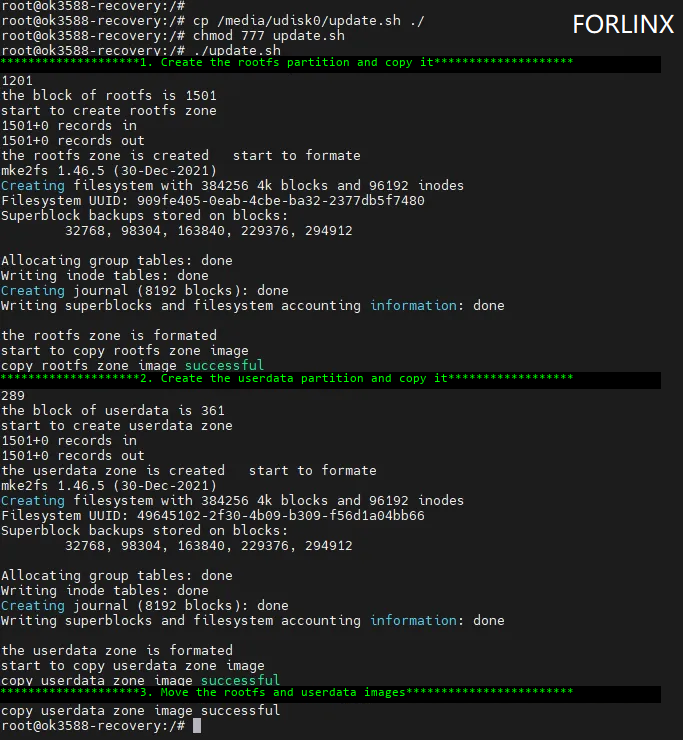 root@ok3588-recovery:/#
root@ok3588-recovery:/# cp /media/udisk0/update.sh ./
FORLINX
root@ok3588-recovery:/# chmod 777 update.sh
root@ok3588-recovery:/# ./update.sh
********************1. Create the rootfs partition and copy it********************
1201
the block of rootfs is 1501
start to create rootfs zone
1501+0 records in
1501+0 records out
the rootfs zone is created   start to formate
mke2fs 1.46.5 (30-Dec-2021)
Creating filesystem with 384256 4k blocks and 96192 inodes
Filesystem UUID: 909fe405-0eab-4cbe-ba32-2377db5f7480
Superblock backups stored on blocks:
        32768, 98304, 163840, 229376, 294912
Allocating group tables: done
Writing inode tables: done
Creating journal (8192 blocks): done
Writing superblocks and filesystem accounting information: done
the rootfs zone is formated
start to copy rootfs zone image
copy rootfs zone image successful
********************2. Create the userdata partition and copy it******************
289
the block of userdata is 361
start to create userdata zone
1501+0 records in
1501+0 records out
the userdata zone is created   start to formate
mke2fs 1.46.5 (30-Dec-2021)
Creating filesystem with 384256 4k blocks and 96192 inodes
Filesystem UUID: 49645102-2f30-4b09-b309-f56d1a04bb66
Superblock backups stored on blocks:
        32768, 98304, 163840, 229376, 294912
Allocating group tables: done
Writing inode tables: done
Creating journal (8192 blocks): done
Writing superblocks and filesystem accounting information: done
the userdata zone is formated
start to copy userdata zone image
copy userdata zone image successful
********************3. Move the rootfs and userdata images************************
copy userdata zone image successful
root@ok3588-recovery:/#